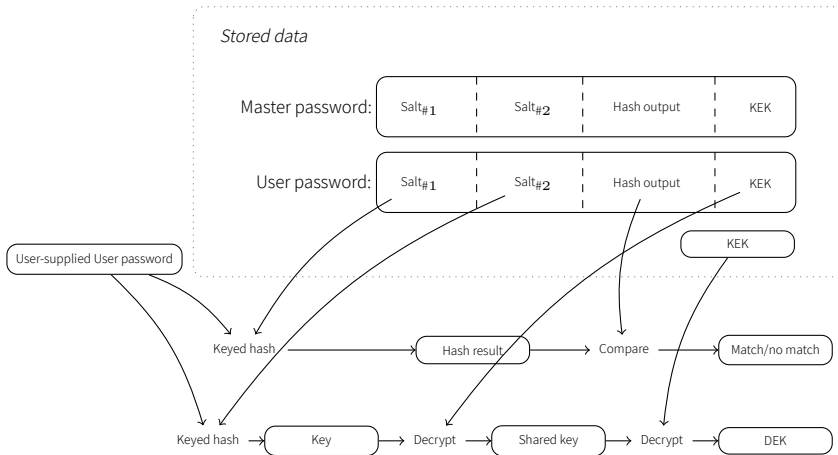 Stored data
Master password: Salt#1 Salt#2 Hash output KEK
User password: Salt#1 Salt#2 Hash output KEK
KEK
User-supplied User password
Keyed hash Hash result Compare Match/no match
Keyed hash Key Decrypt Shared key Decrypt DEK